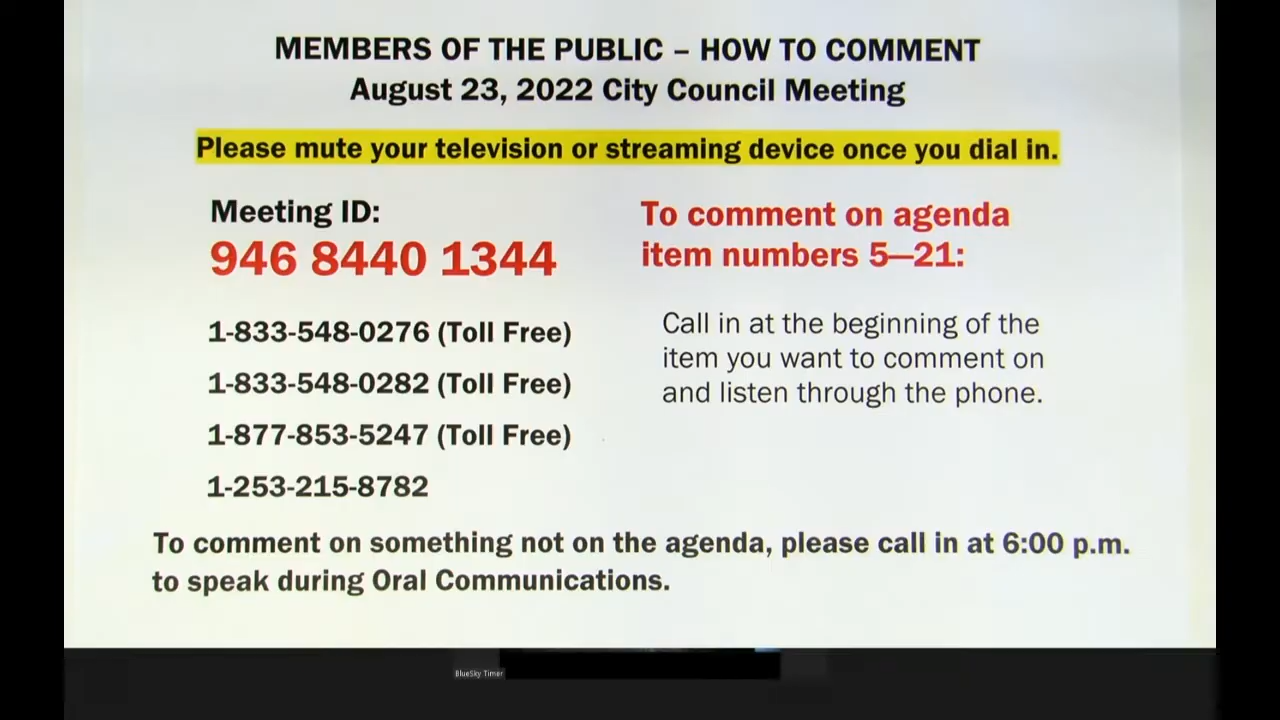 MEMBERS OF THE PUBLIC – HOW TO COMMENT
August 23, 2022 City Council Meeting
Please mute your television or streaming device once you dial in.
Meeting ID:
946 8440 1344
1-833-548-0276 (Toll Free)
1-833-548-0282 (Toll Free)
1-877-853-5247 (Toll Free)
1-253-215-8782
To comment on agenda
item numbers 5—21:
Call in at the beginning of the
item you want to comment on
and listen through the phone.
To comment on something not on the agenda, please call in at 6:00 p.m.
to speak during Oral Communications.
BlueSky Timer